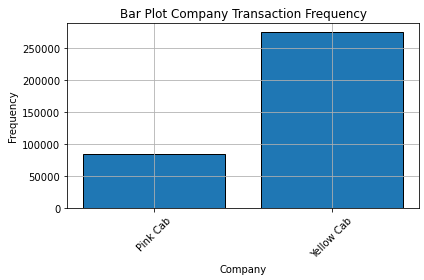 Bar Plot Company Transaction Frequency
250000
200000
150000
100000
50000
0
Frequency
Pink Cab
Yellow Cab
Company